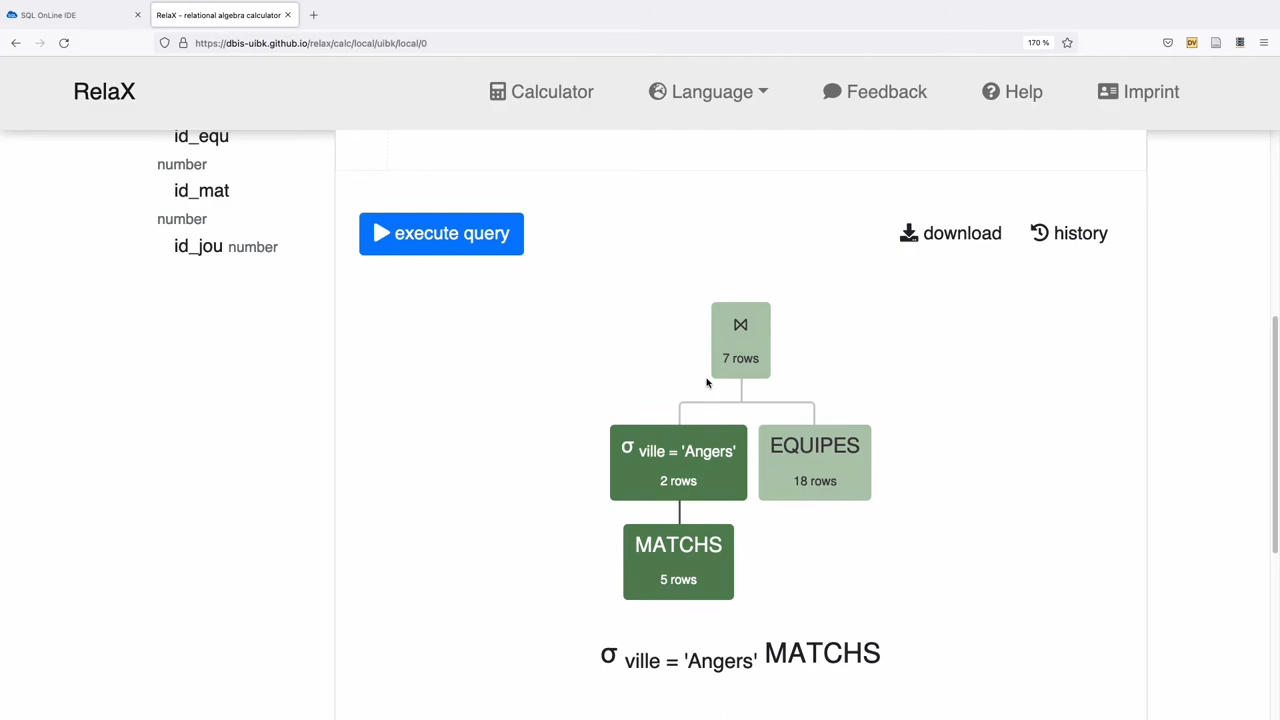 SQL OnLine IDE
RelaX - relational algebra calculator
https://dbis-uibk.github.io/relax/calc/local/uibk/local/0
170 %
RelaX
Calculator
Language
Feedback
Help
Imprint
id_equ
number
id_mat
number
id_jou number
execute query
download
history
⋈
7 rows
σ ville = 'Angers'
2 rows
EQUIPES
18 rows
MATCHS
5 rows
σ ville = 'Angers' MATCHS